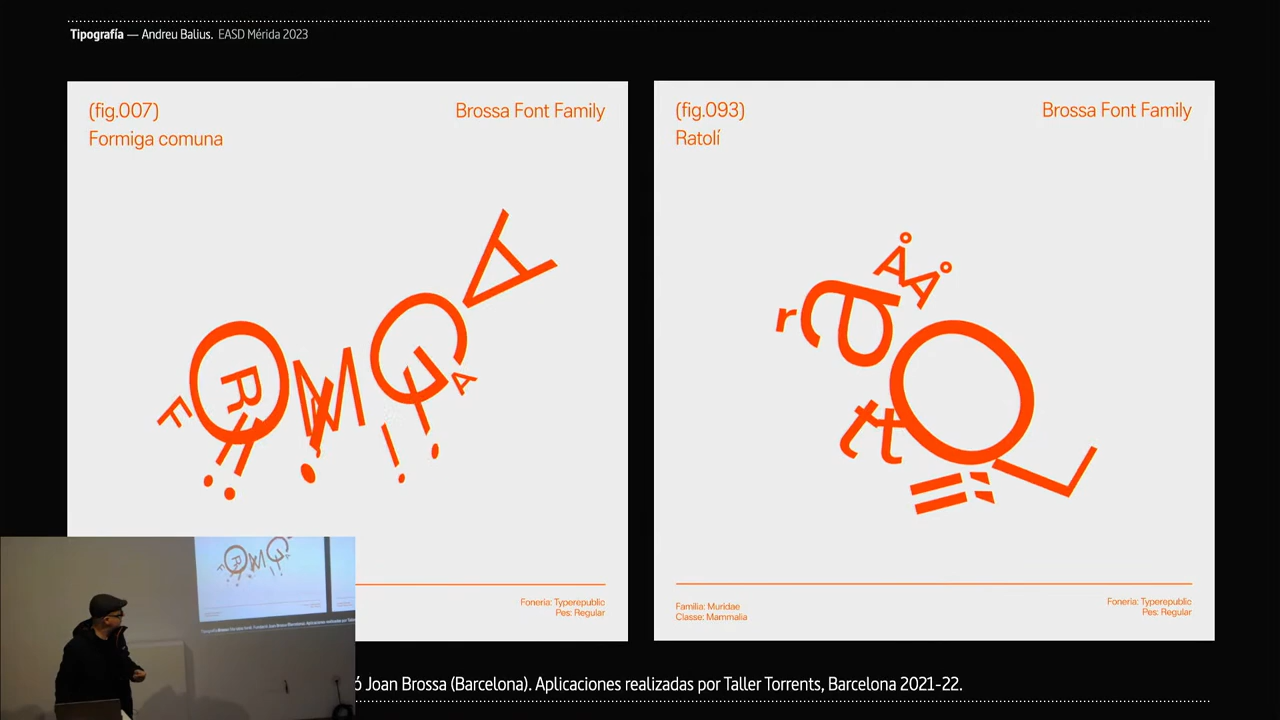 Tipografía — Andreu Balius. EASD Mérida 2023
(fig.007)
Brossa Font Family
Formiga comuna
(fig.093)
Brossa Font Family
Ratolí
Foneria: Typerepublic
Pes: Regular
Família: Muridae
Classe: Mammalia
Foneria: Typerepublic
Pes: Regular
ó Joan Brossa (Barcelona). Aplicaciones realizadas por Taller Torrents, Barcelona 2021-22.